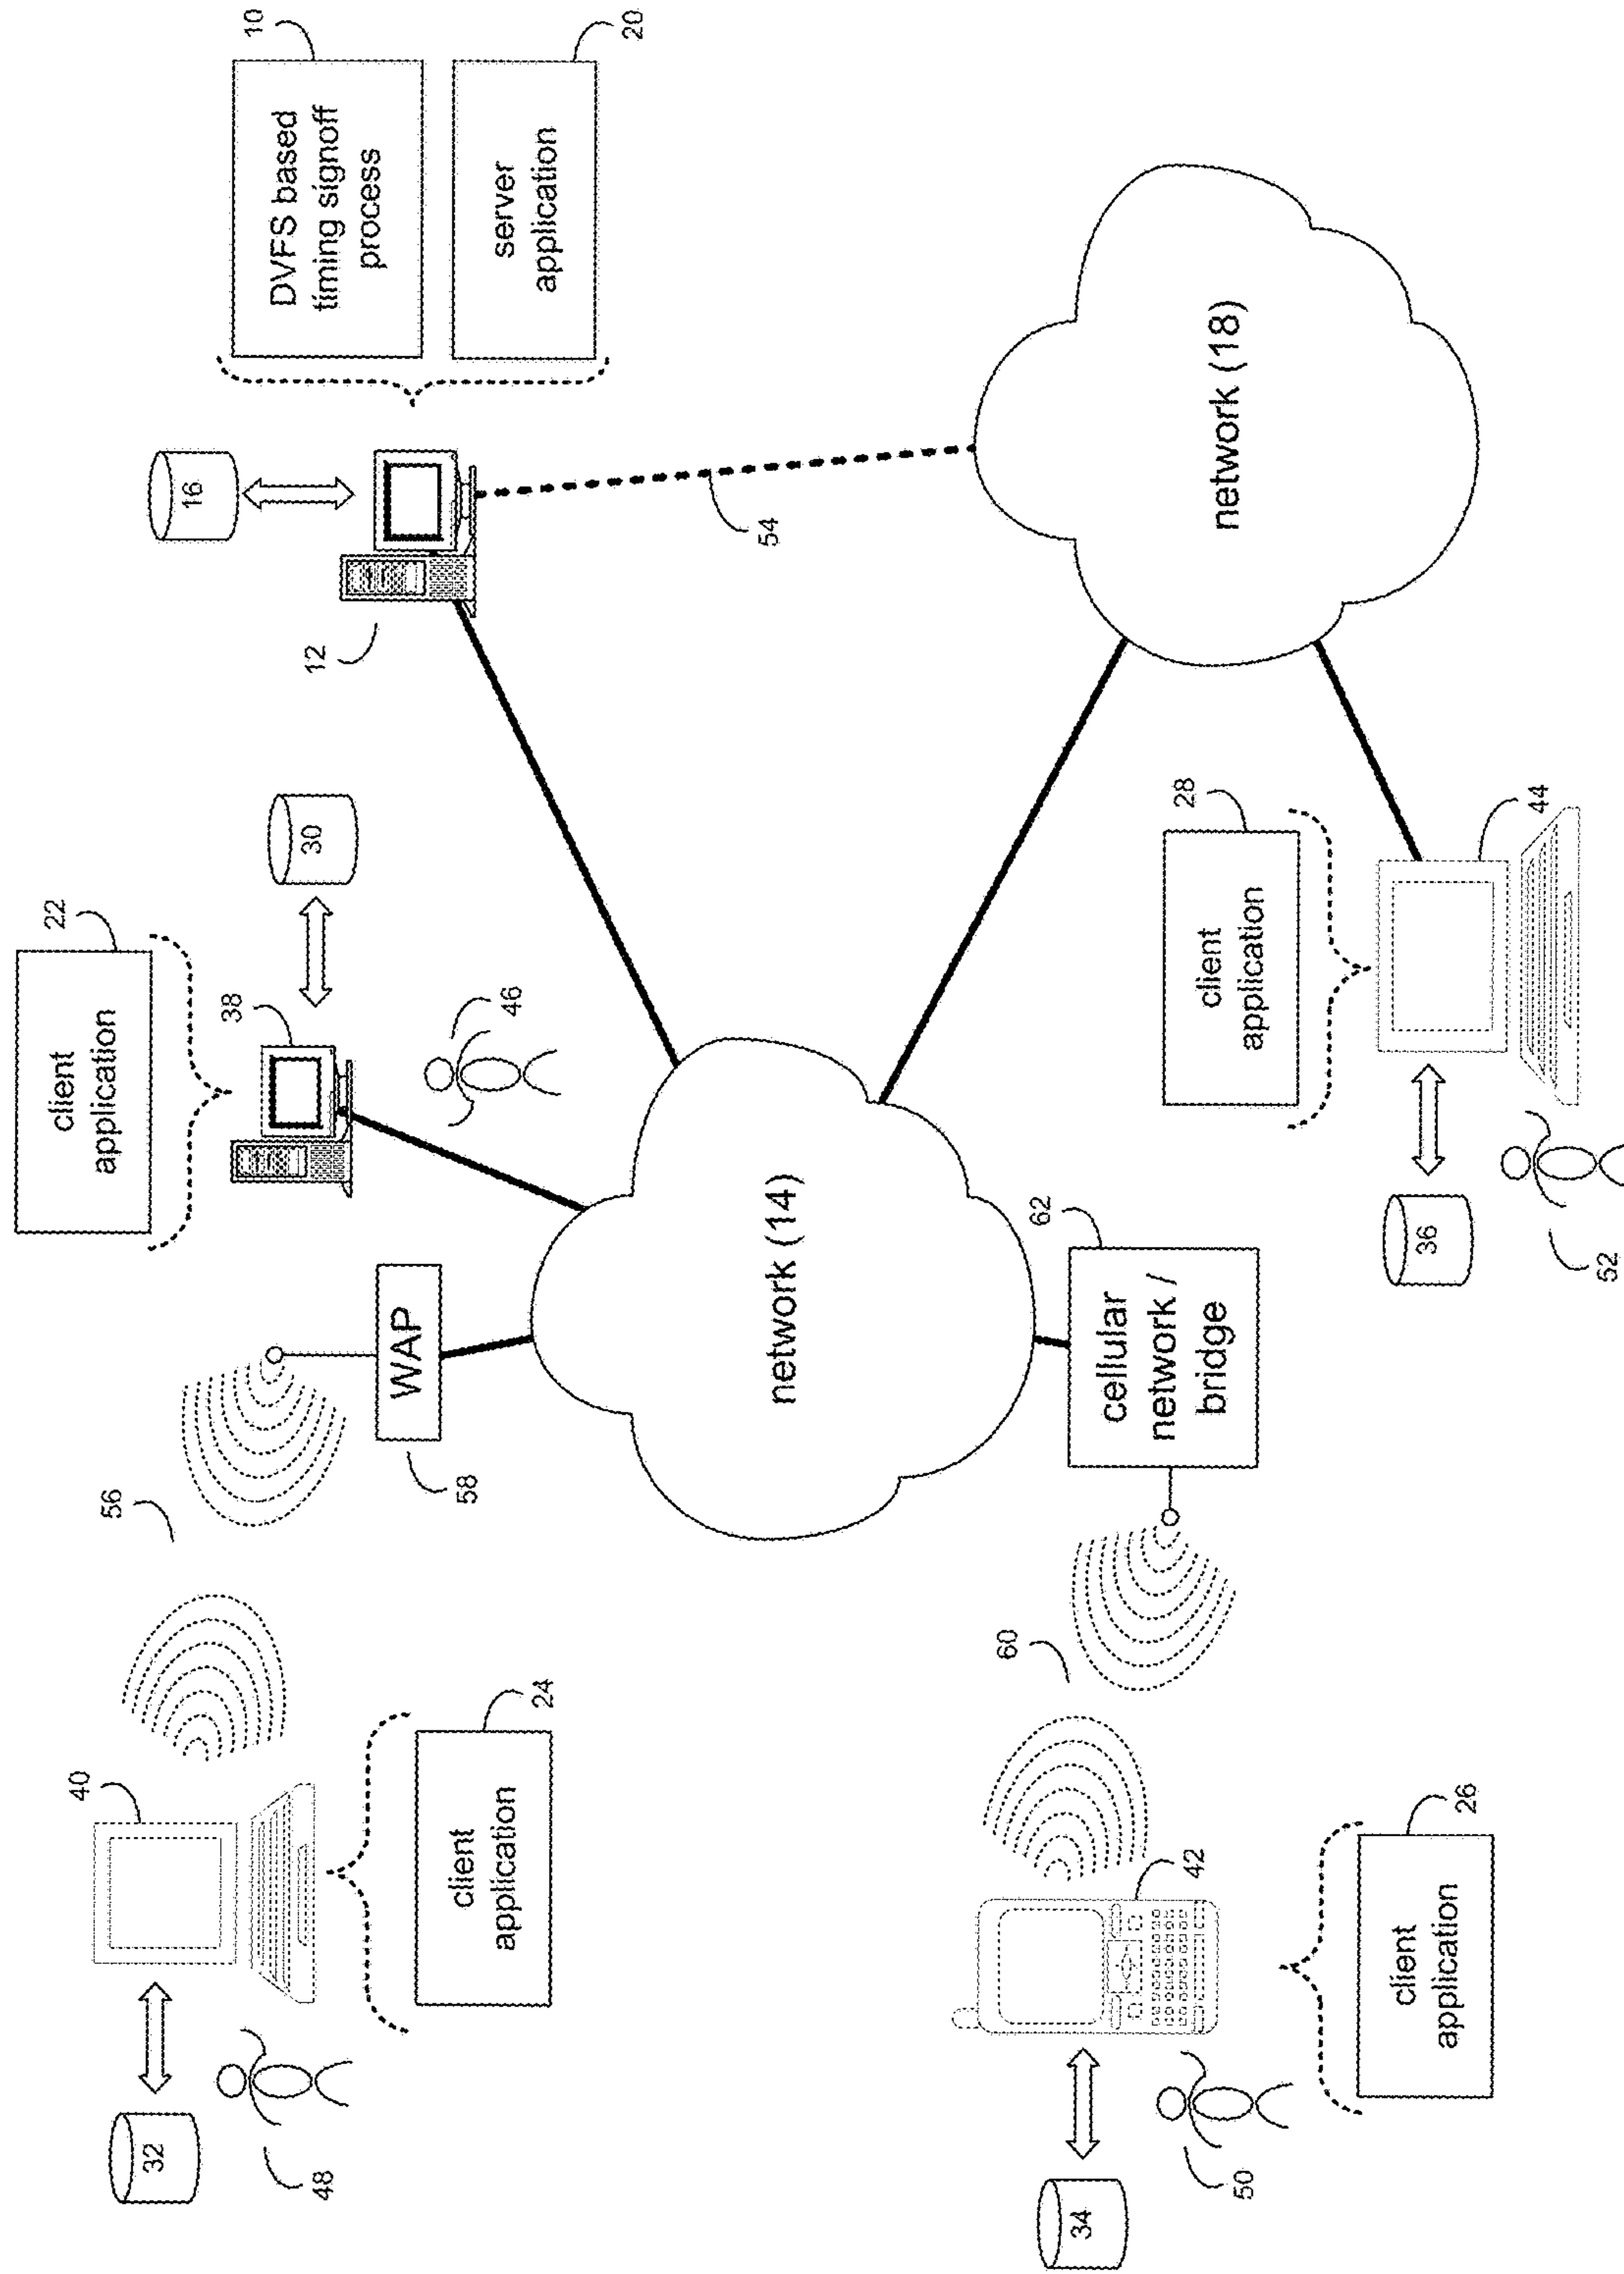 32
48
40
client
application
24
56
WAP
58
client
application
22
38
30
46
16
12
DVFS based
timing signoff
process
10
server
application
20
network (14)
54
34
50
42
client
application
26
60
cellular
network /
bridge
62
36
52
client
application
28
44
network (18)